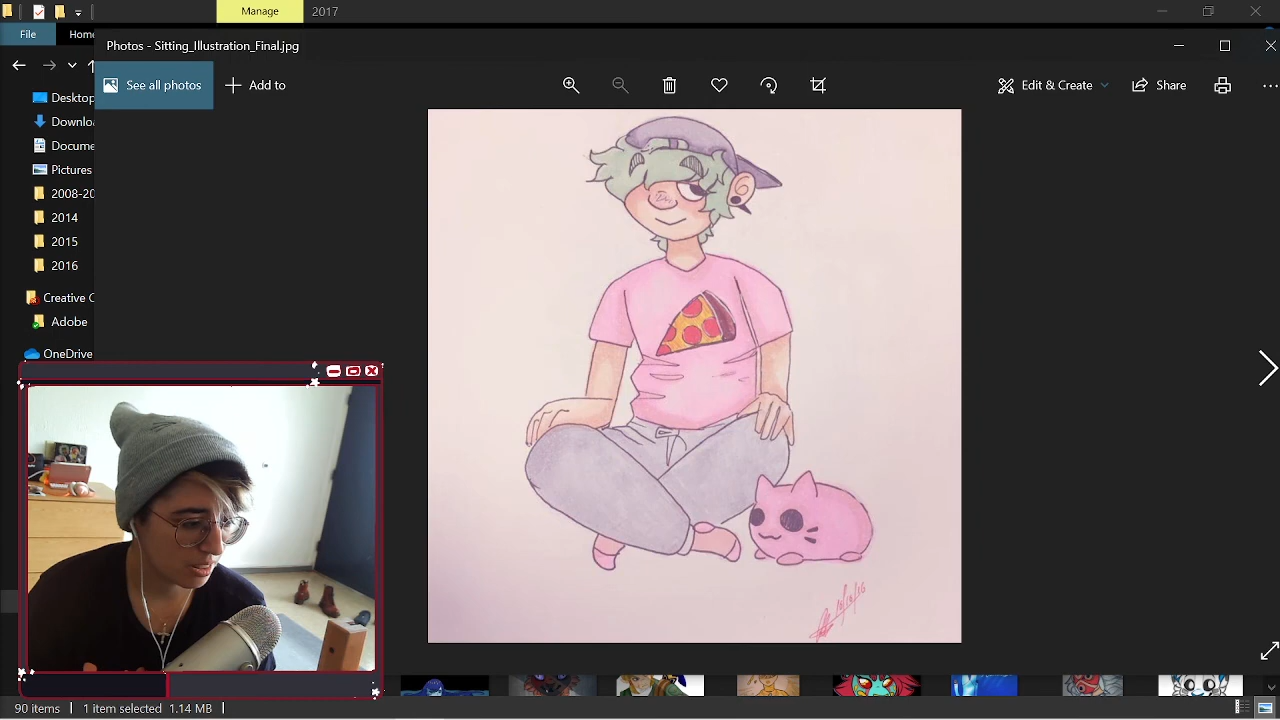 Manage
2017
File
Home
Photos - Sitting_Illustration_Final.jpg
See all photos
Add to
Edit & Create
Share
Desktop
Downlo
Docume
Pictures
2008-20
2014
2015
2016
Creative C
Adobe
OneDrive
90 items
1 item selected 1.14 MB